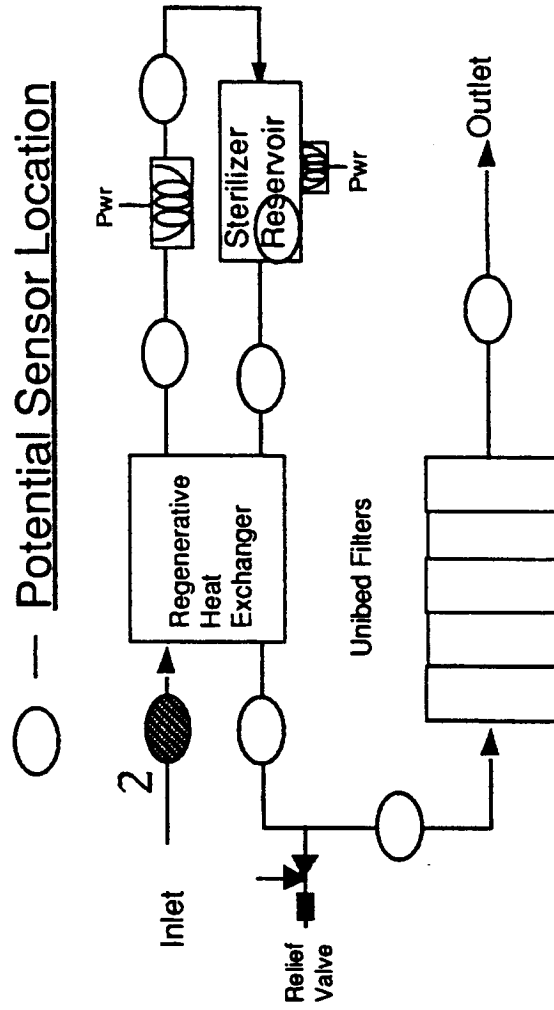 — Potential Sensor Location
Pwr
2
Inlet
Regenerative
Heat
Exchanger
Sterilizer
Reservoir
Pwr
Relief
Valve
Unibed Filters
Outlet